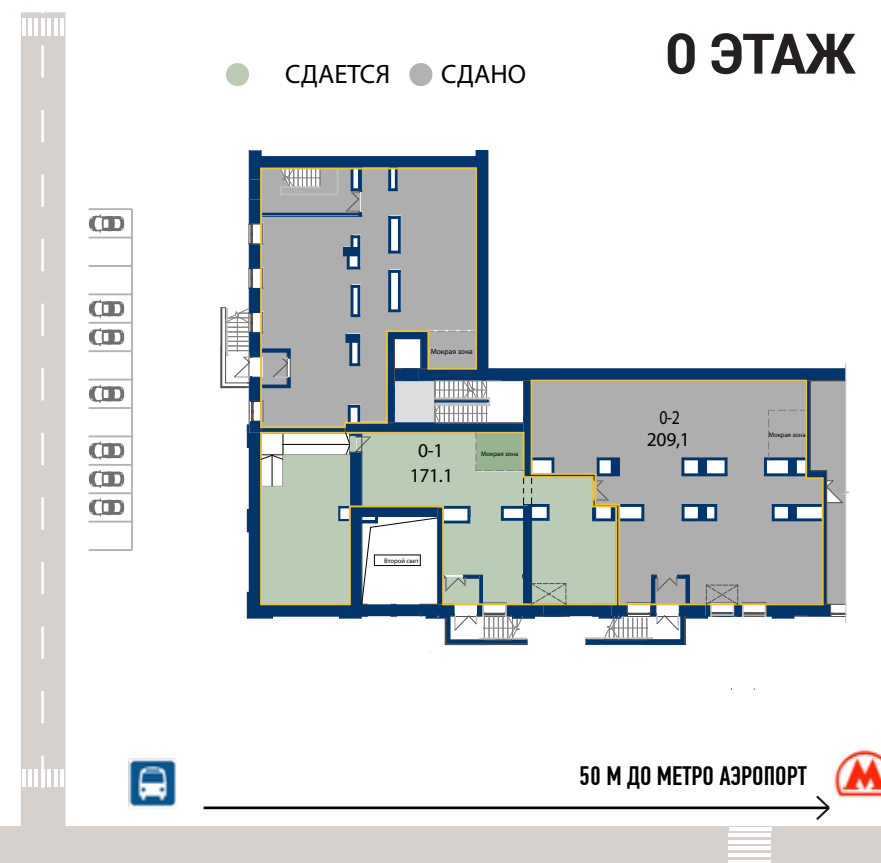 0 ЭТАЖ
СДАЕТСЯ
СДАНО
Мокрая зона
0-2
209,1
Мокрая зона
0-1
171.1
Мокрая зона
Второй свет
50 М ДО МЕТРО АЭРОПОРТ
М